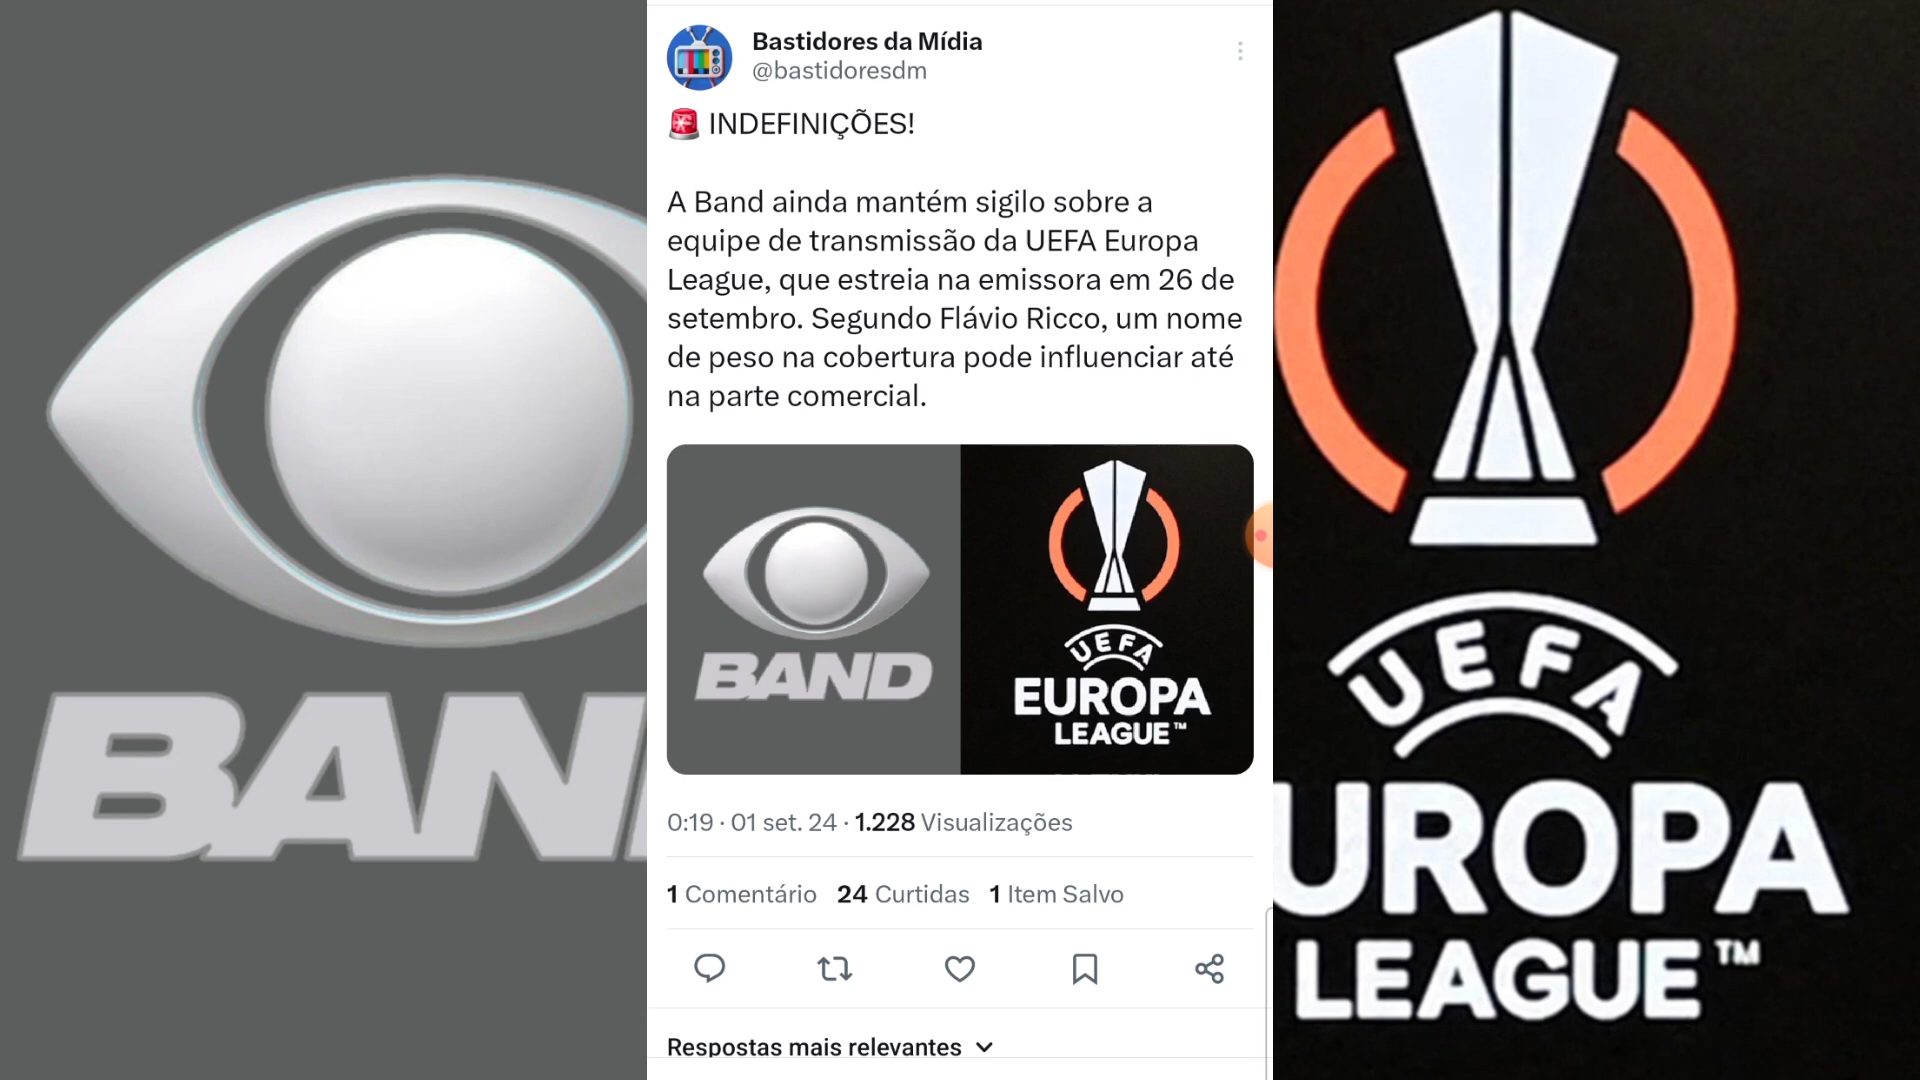 Bastidores da Mídia
@bastidoresdm
INDEFINIÇÕES!
A Band ainda mantém sigilo sobre a
equipe de transmissão da UEFA Europa
League, que estreia na emissora em 26 de
setembro. Segundo Flávio Ricco, um nome
de peso na cobertura pode influenciar até
na parte comercial.
BAND
UEFA
EUROPA
LEAGUE™
0:19 · 01 set. 24 · 1.228 Visualizações
1 Comentário 24 Curtidas 1 Item Salvo
Respostas mais relevantes
BAN
UEFA
UROPA
LEAGUE™